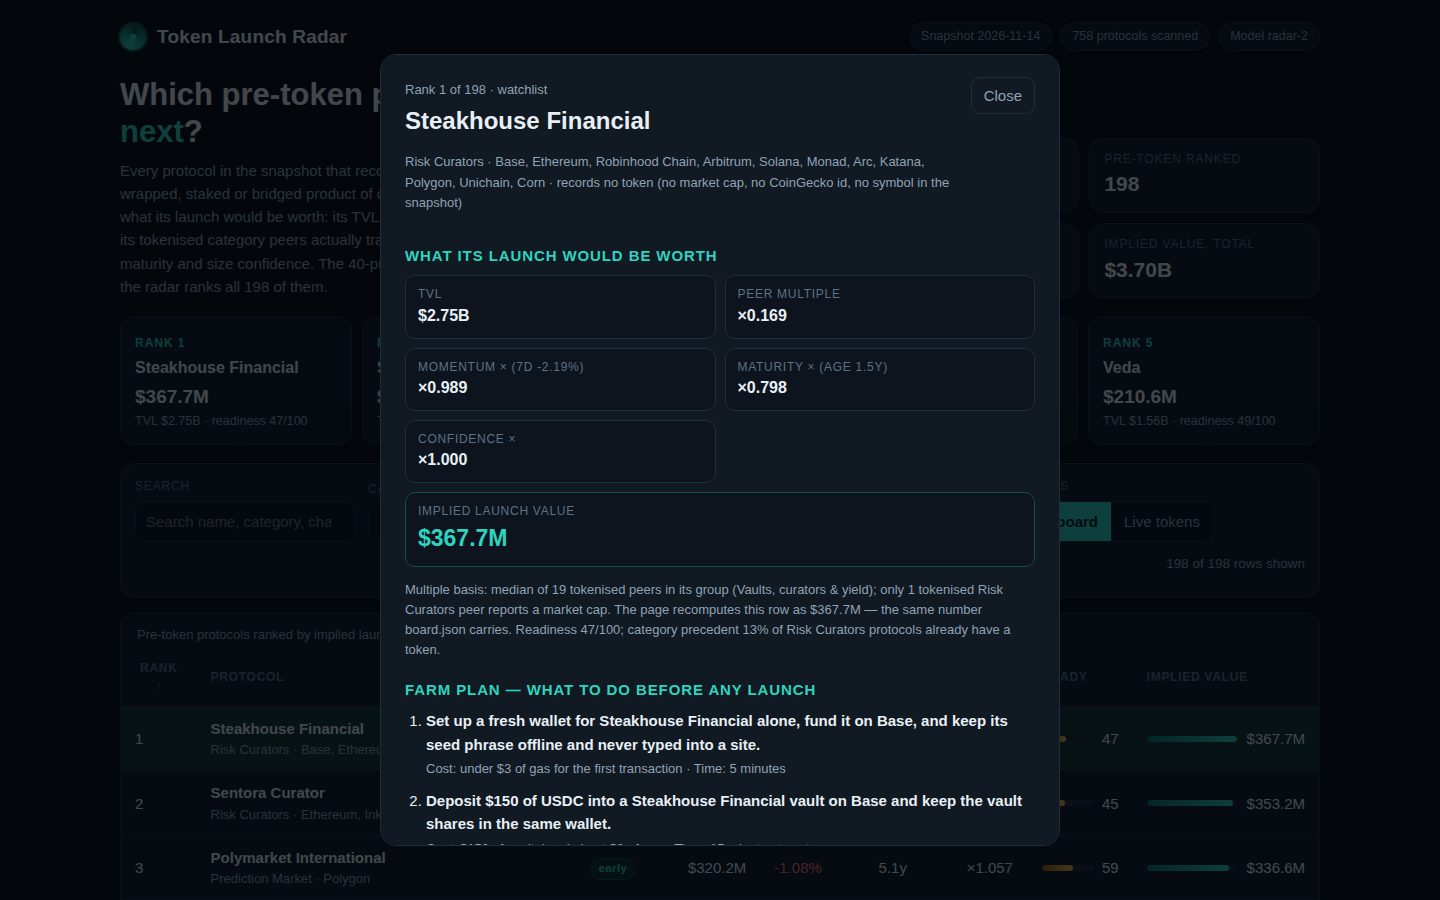 Token Launch Radar
Snapshot 2026-11-14
758 protocols scanned
Model radar-2
Which pre-token p
next?
Every protocol in the snapshot that reco
wrapped, staked or bridged product of
what its launch would be worth: its TVL
its tokenised category peers actually tra
maturity and size confidence. The 40-p
the radar ranks all 198 of them.
PRE-TOKEN RANKED
198
IMPLIED VALUE, TOTAL
$3.70B
RANK 1
Steakhouse Financial
$367.7M
TVL $2.75B · readiness 47/100
RANK 5
Veda
$210.6M
TVL $1.56B · readiness 49/100
SEARCH
Search name, category, cha
board
Live tokens
198 of 198 rows shown
Pre-token protocols ranked by implied laun
RANK
↑
PROTOCOL
ADY
IMPLIED VALUE
1
Steakhouse Financial
Risk Curators · Base, Ethereu
47
$367.7M
2
Sentora Curator
Risk Curators · Ethereum, Ink
45
$353.2M
3
Polymarket International
Prediction Market · Polygon
early
$320.2M
-1.08%
5.1y
×1.057
59
$336.6M
Rank 1 of 198 · watchlist
Close
Steakhouse Financial
Risk Curators · Base, Ethereum, Robinhood Chain, Arbitrum, Solana, Monad, Arc, Katana,
Polygon, Unichain, Corn · records no token (no market cap, no CoinGecko id, no symbol in the
snapshot)
WHAT ITS LAUNCH WOULD BE WORTH
TVL
$2.75B
PEER MULTIPLE
×0.169
MOMENTUM × (7D -2.19%)
×0.989
MATURITY × (AGE 1.5Y)
×0.798
CONFIDENCE ×
×1.000
IMPLIED LAUNCH VALUE
$367.7M
Multiple basis: median of 19 tokenised peers in its group (Vaults, curators & yield); only 1 tokenised Risk
Curators peer reports a market cap. The page recomputes this row as $367.7M — the same number
board.json carries. Readiness 47/100; category precedent 13% of Risk Curators protocols already have a
token.
FARM PLAN — WHAT TO DO BEFORE ANY LAUNCH
1. Set up a fresh wallet for Steakhouse Financial alone, fund it on Base, and keep its
seed phrase offline and never typed into a site.
Cost: under $3 of gas for the first transaction · Time: 5 minutes
2. Deposit $150 of USDC into a Steakhouse Financial vault on Base and keep the vault
shares in the same wallet.